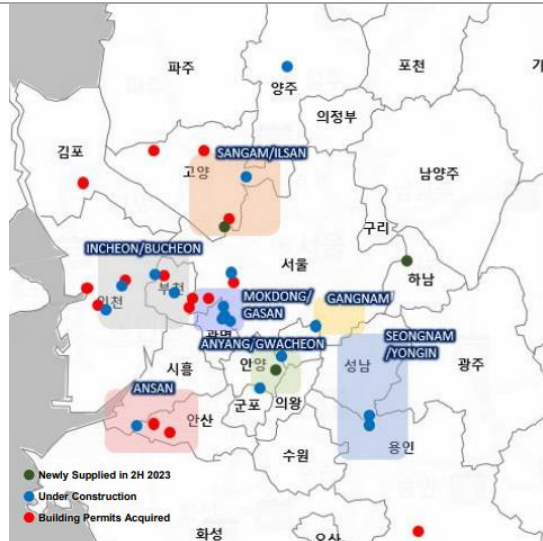 파주
포천
양주
의정부
김포
SANGAM/ILSAN
고양
남양주
구리
INCHEON/BUCHEON
서울
하남
부천
인천
MOKDONG/
GASAN
GANGNAM
광명
ANYANG/GWACHEON
SEONGNAM
/YONGIN
시흥
안양
성남
광주
ANSAN
군포
의왕
안산
용인
수원
Newly Supplied in 2H 2023
Under Construction
Building Permits Acquired
화성
오산